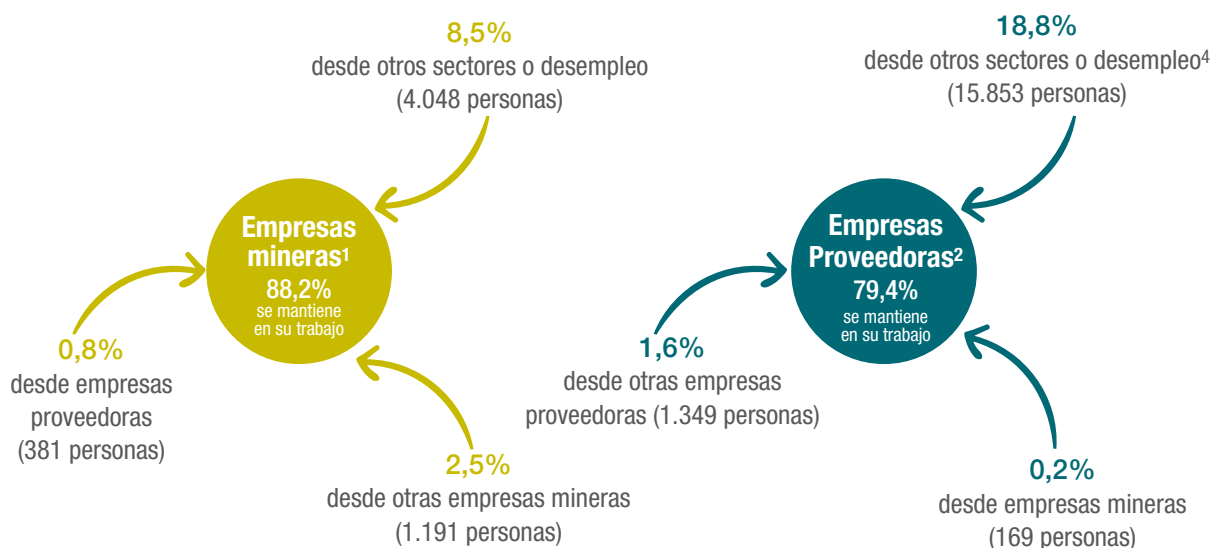 8,5%
desde otros sectores o desempleo
(4.048 personas)
Empresas
mineras¹
88,2%
se mantiene
en su trabajo
0,8%
desde empresas
proveedoras
(381 personas)
2,5%
desde otras empresas mineras
(1.191 personas)
18,8%
desde otros sectores o desempleo⁴
(15.853 personas)
Empresas
Proveedoras²
79,4%
se mantiene
en su trabajo
1,6%
desde otras empresas
proveedoras (1.349 personas)
0,2%
desde empresas mineras
(169 personas)